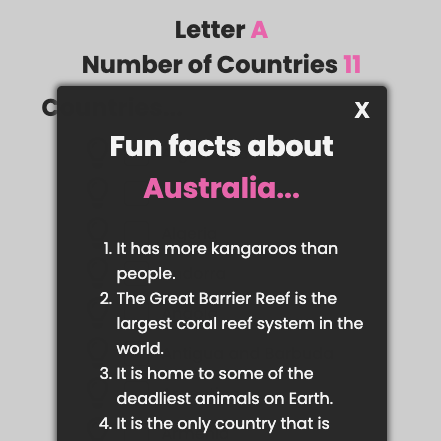 Letter A
Number of Countries 11
X
Fun facts about
Australia...
1. It has more kangaroos than
people.
2. The Great Barrier Reef is the
largest coral reef system in the
world.
3. It is home to some of the
deadliest animals on Earth.
4. It is the only country that is